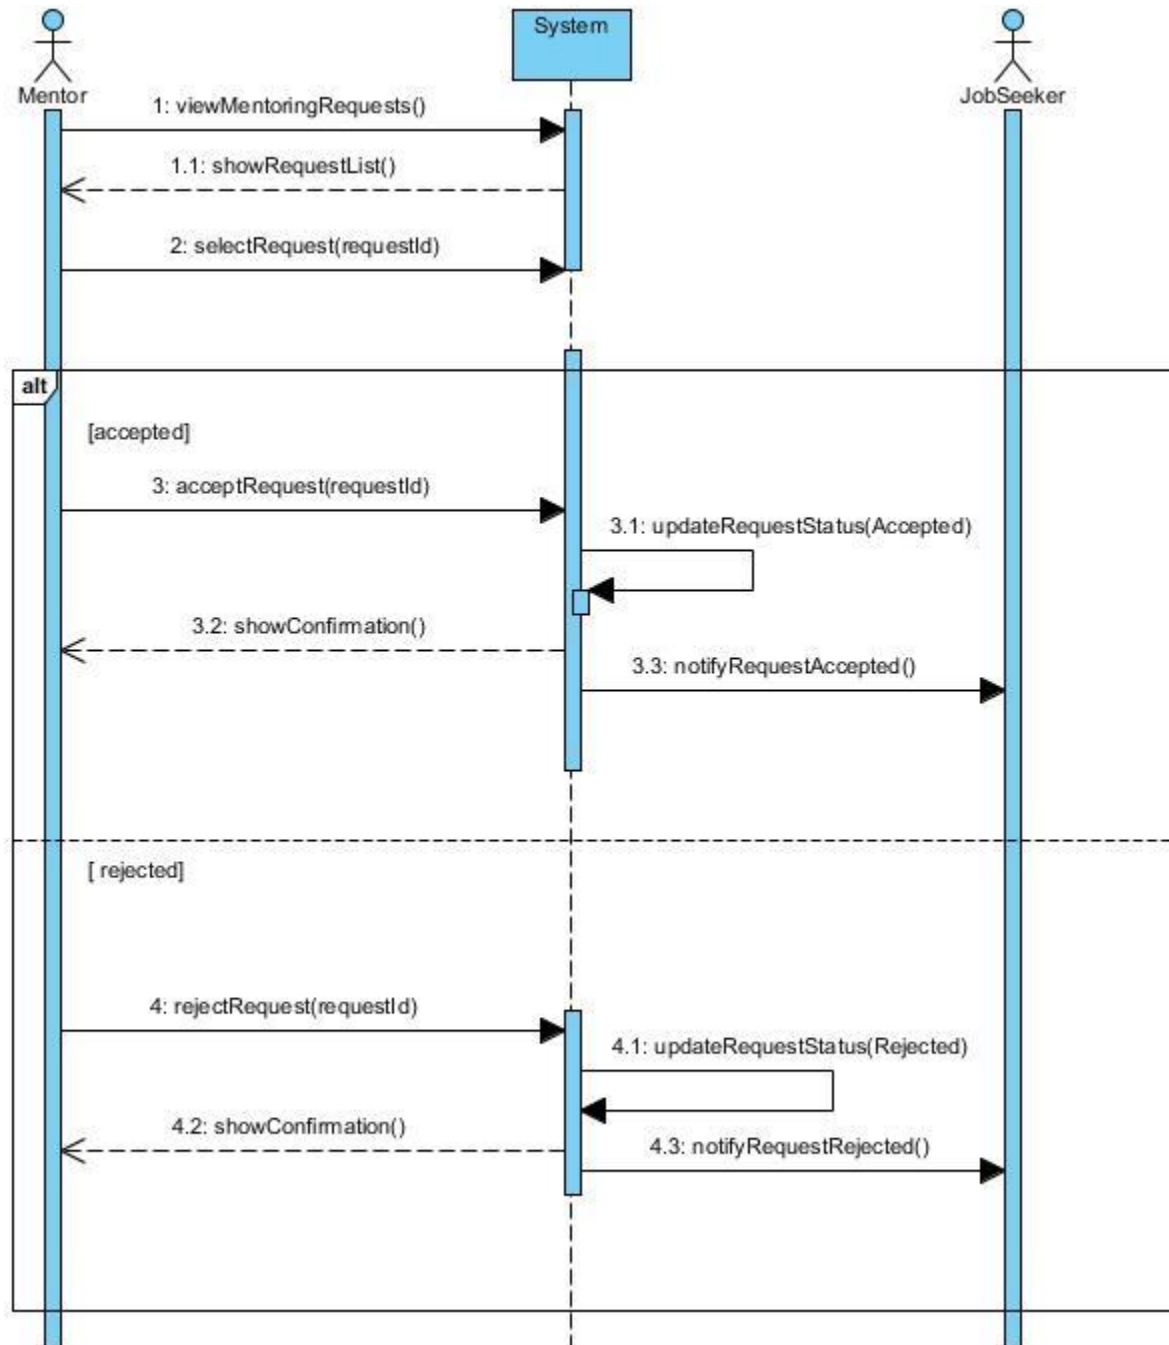 System
Mentor
JobSeeker
1: viewMentoringRequests()
1.1: showRequestList()
2: selectRequest(requestId)
alt
[accepted]
3: acceptRequest(requestId)
3.1: updateRequestStatus(Accepted)
3.2: showConfirmation()
3.3: notifyRequestAccepted()
[ rejected]
4: rejectRequest(requestId)
4.1: updateRequestStatus(Rejected)
4.2: showConfirmation()
4.3: notifyRequestRejected()